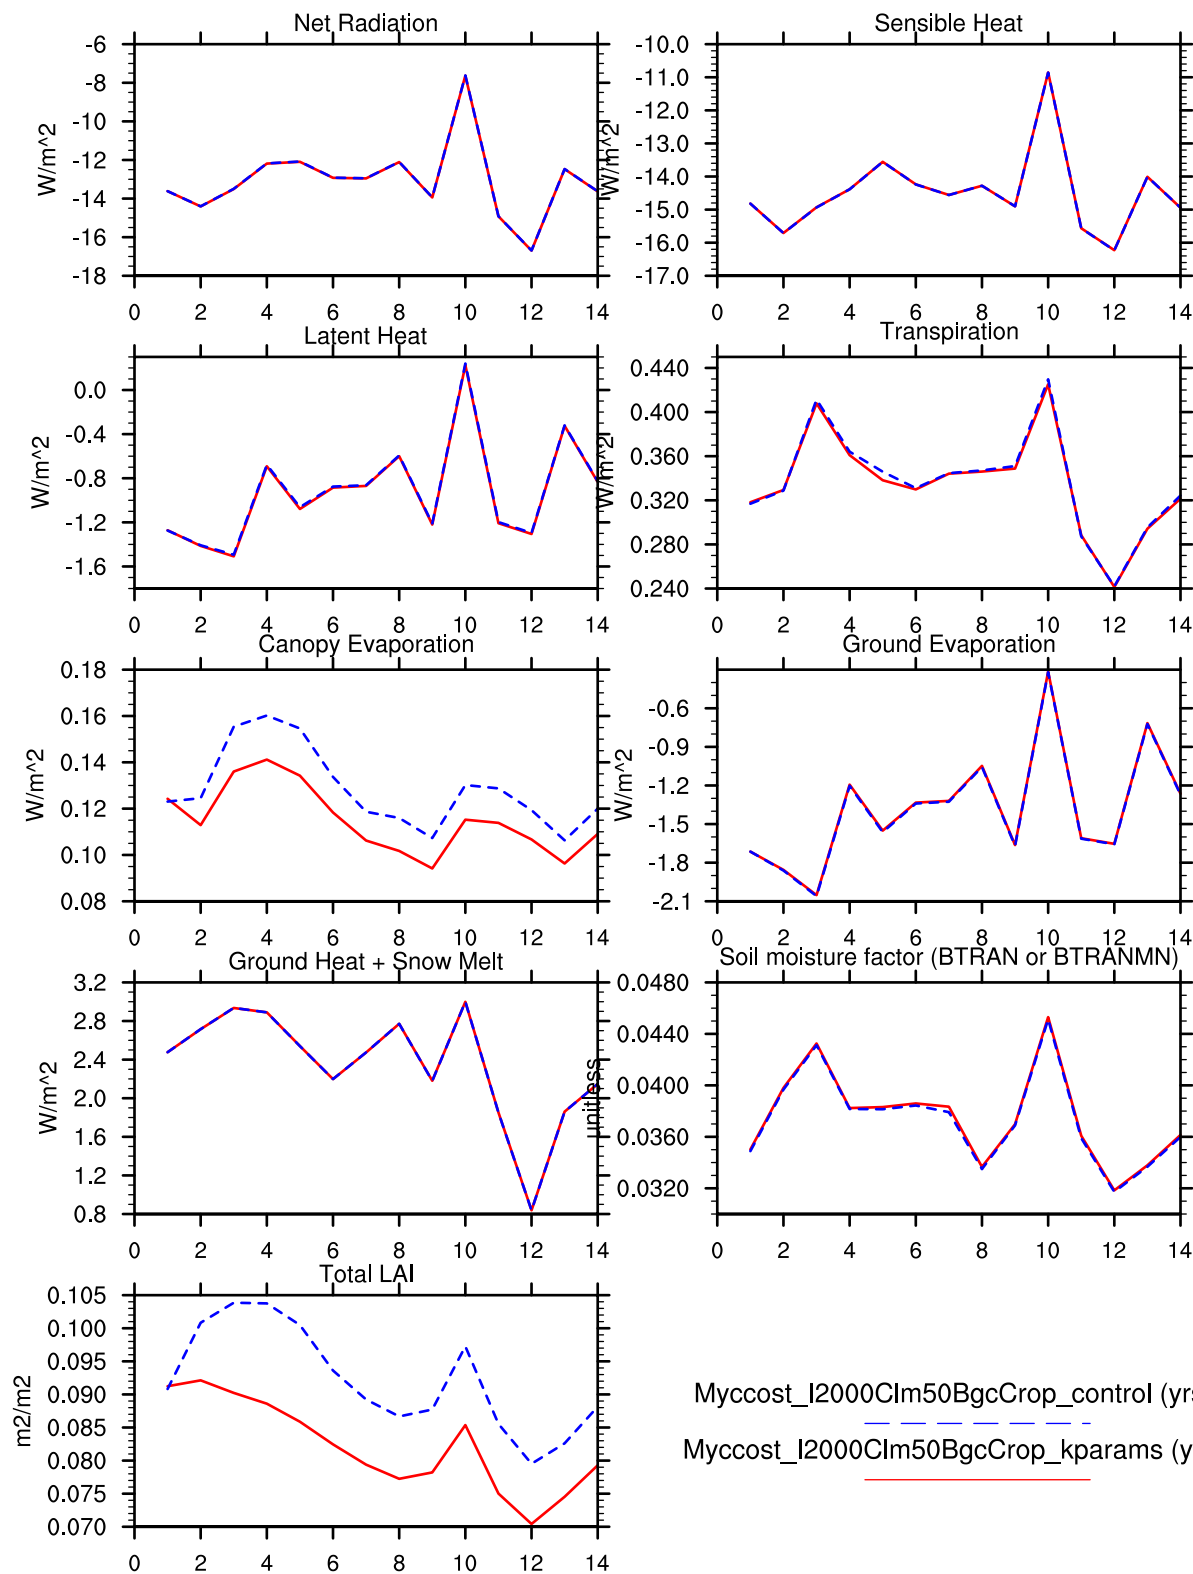 Net Radiation
Sensible Heat
W/m^2
-6
-8
-10
-12
-14
-16
-18
0 2 4 6 8 10 12 14
W/m^2
-10.0
-11.0
-12.0
-13.0
-14.0
-15.0
-16.0
-17.0
0 2 4 6 8 10 12 14
Latent Heat
Transpiration
W/m^2
0.0
-0.4
-0.8
-1.2
-1.6
0 2 4 6 8 10 12 14
W/m^2
0.440
0.400
0.360
0.320
0.280
0.240
0 2 4 6 8 10 12 14
Canopy Evaporation
Ground Evaporation
W/m^2
0.18
0.16
0.14
0.12
0.10
0.08
0 2 4 6 8 10 12 14
W/m^2
-0.6
-0.9
-1.2
-1.5
-1.8
-2.1
0 2 4 6 8 10 12 14
Ground Heat + Snow Melt
Soil moisture factor (BTRAN or BTRANMN)
W/m^2
3.2
2.8
2.4
2.0
1.6
1.2
0.8
0 2 4 6 8 10 12 14
unitless
0.0480
0.0440
0.0400
0.0360
0.0320
0 2 4 6 8 10 12 14
Total LAI
m2/m2
0.105
0.100
0.095
0.090
0.085
0.080
0.075
0.070
0 2 4 6 8 10 12 14
Myccost_I2000Clm50BgcCrop_control (yrs
Myccost_I2000Clm50BgcCrop_kparams (y